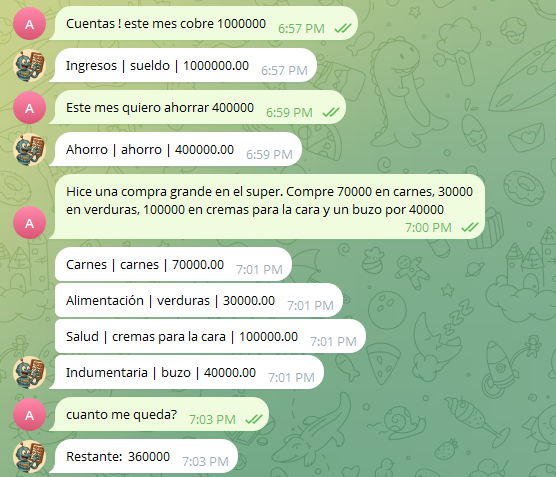 Cuentas ! este mes cobre 1000000 6:57 PM
A
Ingresos | sueldo | 1000000.00 6:57 PM
Este mes quiero ahorrar 400000 6:59 PM
A
Ahorro | ahorro | 400000.00 6:59 PM
Hice una compra grande en el super. Compre 70000 en carnes, 30000
en verduras, 100000 en cremas para la cara y un buzo por 40000
A
7:00 PM
Carnes | carnes | 70000.00 7:01 PM
Alimentación | verduras | 30000.00 7:01 PM
Salud | cremas para la cara | 100000.00 7:01 PM
Indumentaria | buzo | 40000.00 7:01 PM
A
cuanto me queda? 7:03 PM
Restante: 360000 7:03 PM